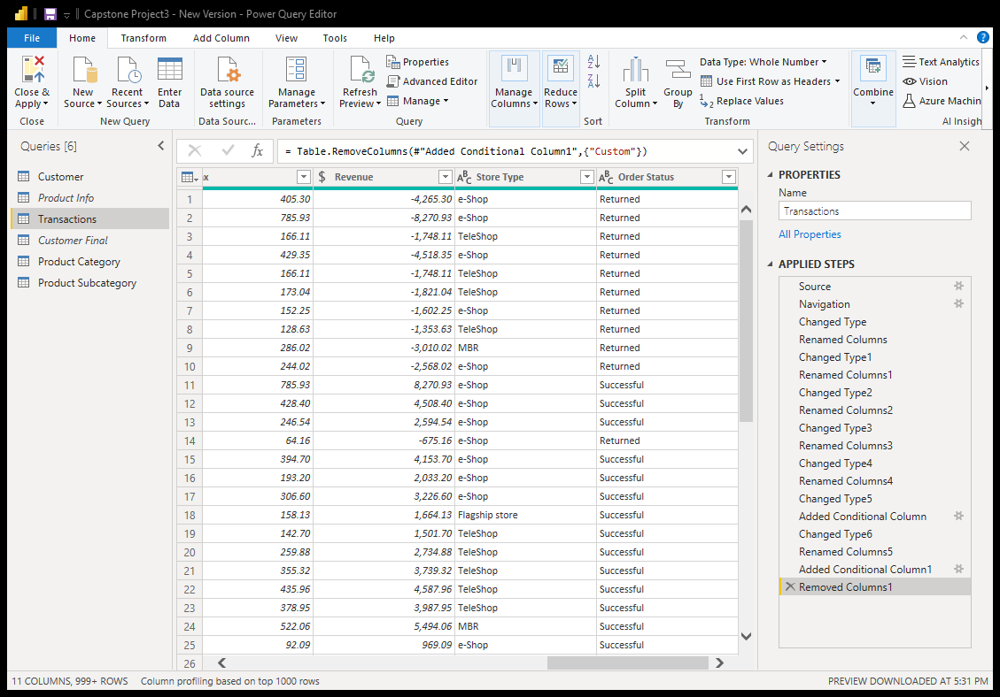 Capstone Project3 - New Version - Power Query Editor
File Home Transform Add Column View Tools Help
Close & Apply
Close
New Source
Recent Sources
Enter Data
New Query
Data source settings
Data Sourc...
Manage Parameters
Parameters
Refresh Preview
Properties
Advanced Editor
Manage
Query
Manage Columns
Reduce Rows
Sort
Split Column
Group By
Data Type: Whole Number
Use First Row as Headers
Replace Values
Transform
Combine
Text Analytics
Vision
Azure Machin
AI Insigh
Queries [6]
Customer
Product Info
Transactions
Customer Final
Product Category
Product Subcategory
fx = Table.RemoveColumns(#"Added Conditional Column1",{"Custom"})
x $ Revenue ABC Store Type ABC Order Status
1 405.30 -4,265.30 e-Shop Returned
2 785.93 -8,270.93 e-Shop Returned
3 166.11 -1,748.11 TeleShop Returned
4 429.35 -4,518.35 e-Shop Returned
5 166.11 -1,748.11 TeleShop Returned
6 173.04 -1,821.04 TeleShop Returned
7 152.25 -1,602.25 e-Shop Returned
8 128.63 -1,353.63 TeleShop Returned
9 286.02 -3,010.02 MBR Returned
10 244.02 -2,568.02 e-Shop Returned
11 785.93 8,270.93 e-Shop Successful
12 428.40 4,508.40 e-Shop Successful
13 246.54 2,594.54 e-Shop Successful
14 64.16 -675.16 e-Shop Returned
15 394.70 4,153.70 e-Shop Successful
16 193.20 2,033.20 e-Shop Successful
17 306.60 3,226.60 e-Shop Successful
18 158.13 1,664.13 Flagship store Successful
19 142.70 1,501.70 TeleShop Successful
20 259.88 2,734.88 TeleShop Successful
21 355.32 3,739.32 TeleShop Successful
22 435.96 4,587.96 TeleShop Successful
23 378.95 3,987.95 TeleShop Successful
24 522.06 5,494.06 MBR Successful
25 92.09 969.09 e-Shop Successful
26
Query Settings
PROPERTIES
Name
Transactions
All Properties
APPLIED STEPS
Source
Navigation
Changed Type
Renamed Columns
Changed Type1
Renamed Columns1
Changed Type2
Renamed Columns2
Changed Type3
Renamed Columns3
Changed Type4
Renamed Columns4
Changed Type5
Added Conditional Column
Changed Type6
Renamed Columns5
Added Conditional Column1
Removed Columns1
11 COLUMNS, 999+ ROWS Column profiling based on top 1000 rows
PREVIEW DOWNLOADED AT 5:31 PM